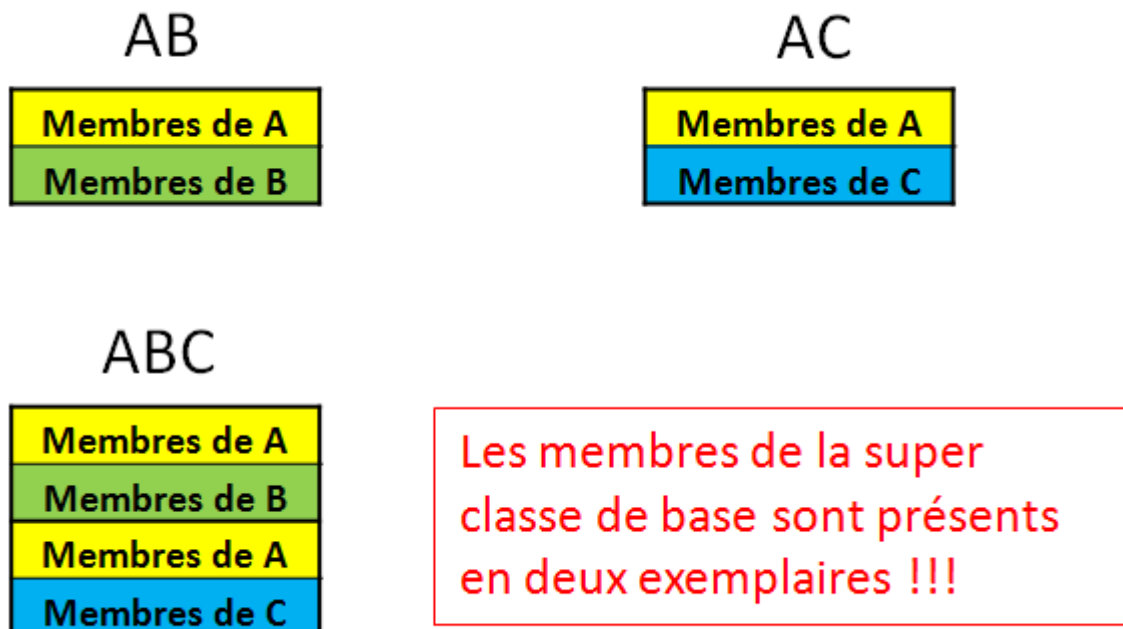 AB
AC
Membres de A
Membres de B
Membres de A
Membres de C
ABC
Membres de A
Membres de B
Membres de A
Membres de C
Les membres de la super
classe de base sont présents
en deux exemplaires !!!